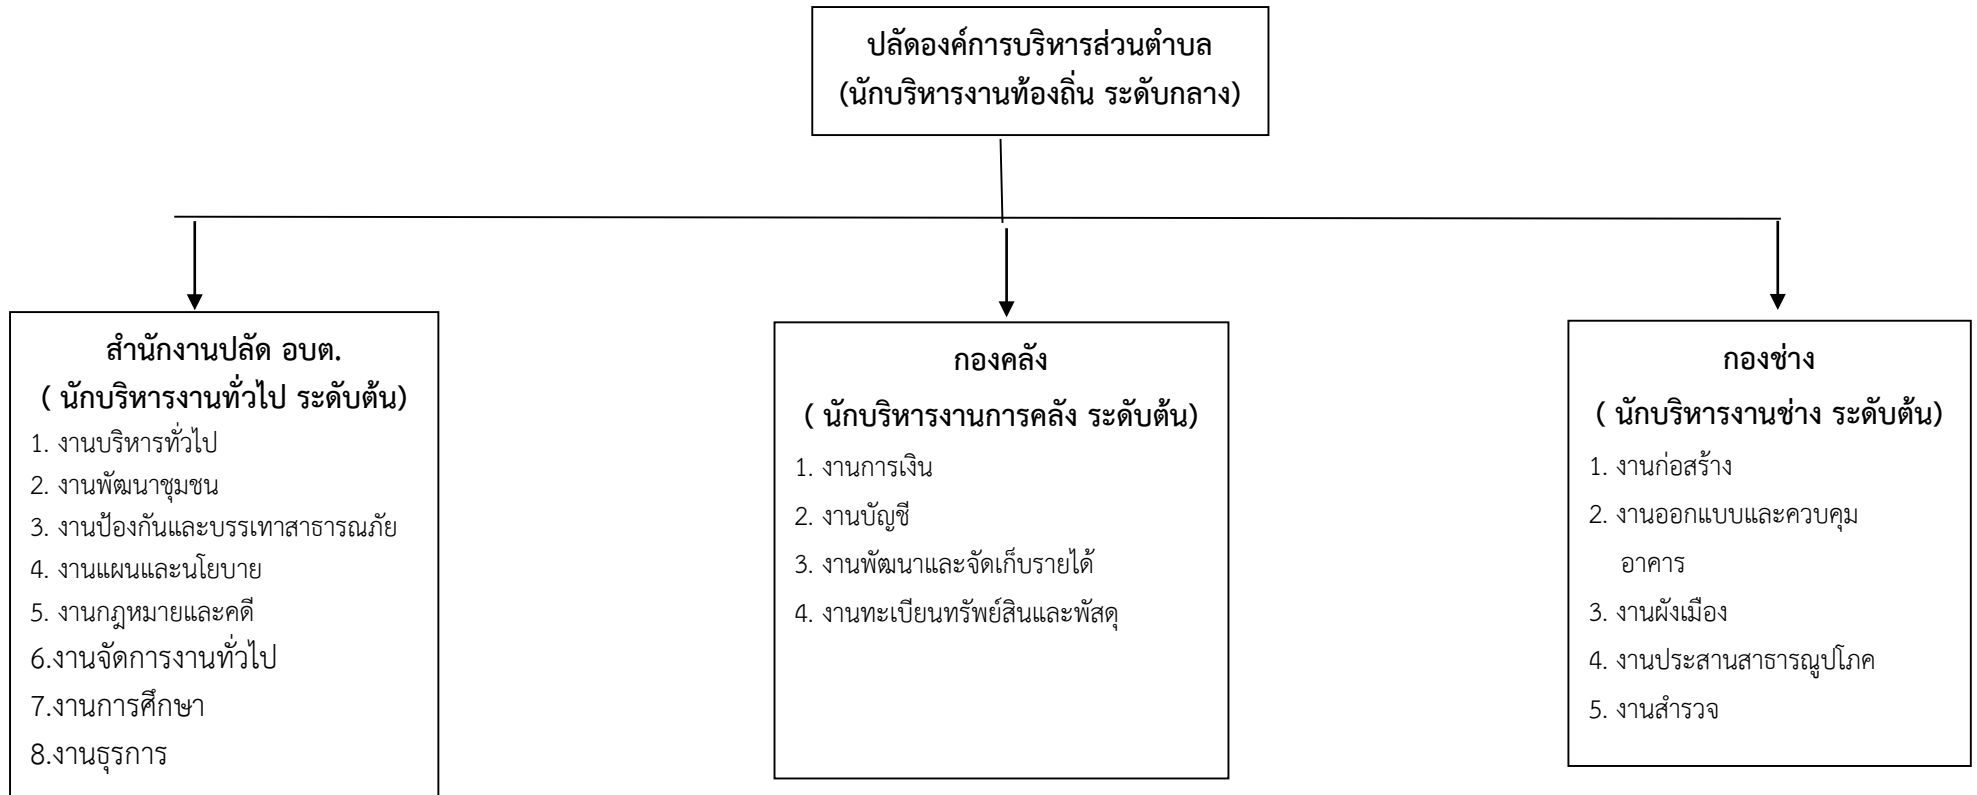 ปลัดองค์การบริหารส่วนตำบล
(นักบริหารงานท้องถิ่น ระดับกลาง)
สำนักงานปลัด อบต.
( นักบริหารงานทั่วไป ระดับต้น)
1. งานบริหารทั่วไป
2. งานพัฒนาชุมชน
3. งานป้องกันและบรรเทาสาธารณภัย
4. งานแผนและนโยบาย
5. งานกฎหมายและคดี
6.งานจัดการงานทั่วไป
7.งานการศึกษา
8.งานธุรการ
กองคลัง
( นักบริหารงานการคลัง ระดับต้น)
1. งานการเงิน
2. งานบัญชี
3. งานพัฒนาและจัดเก็บรายได้
4. งานทะเบียนทรัพย์สินและพัสดุ
กองช่าง
( นักบริหารงานช่าง ระดับต้น)
1. งานก่อสร้าง
2. งานออกแบบและควบคุม
อาคาร
3. งานผังเมือง
4. งานประสานสาธารณูปโภค
5. งานสำรวจ